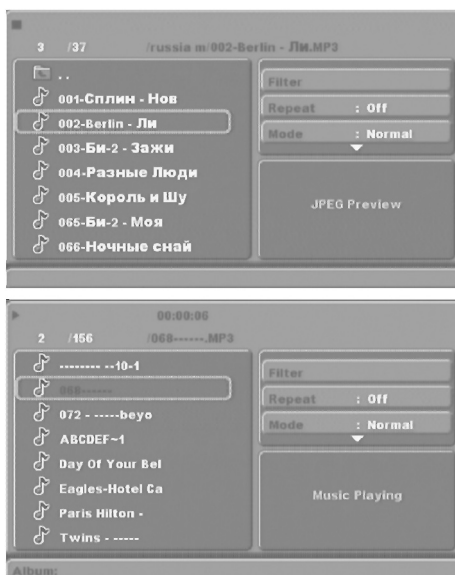 3 /37 /russia m/002-Berlin - Ли.MP3
..
001-Сплин - Нов
002-Berlin - Ли
003-Би-2 - Зажи
004-Разные Люди
005-Король и Шу
065-Би-2 - Моя
066-Ночные снай
Filter
Repeat : Off
Mode : Normal
JPEG Preview
00:00:06
2 /156 /068------.MP3
-------- --10-1
068------
072 - -----beyo
ABCDEF~1
Day Of Your Bel
Eagles-Hotel Ca
Paris Hilton -
Twins - -----
Filter
Repeat : Off
Mode : Normal
Music Playing
Album: